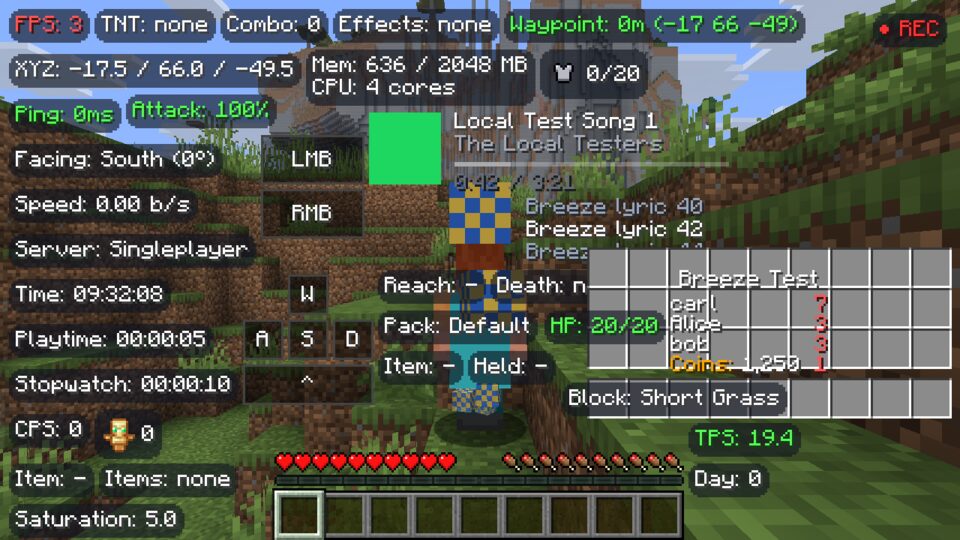 FPS: 3
TNT: none
Combo: 0
Effects: none
Waypoint: 0m (-17 66 -49)
REC
XYZ: -17.5 / 66.0 / -49.5
Mem: 636 / 2048 MB
CPU: 4 cores
0/20
Ping: 0ms
Attack: 100%
Local Test Song 1
The Local Testers
0:42 / 3:21
Facing: South (0°)
LMB
Speed: 0.00 b/s
RMB
Breeze lyric 40
Breeze lyric 42
Breeze lyric
Server: Singleplayer
Breeze Test
carl 7
Alice 3
bob 3
Coins: 1,250 1
Time: 09:32:08
W
Reach: -
Death: n
Playtime: 00:00:05
A
S
D
Pack: Default
HP: 20/20
Item: -
Held: -
Stopwatch: 00:00:10
^
Block: Short Grass
CPS: 0
0
TPS: 19.4
Item: -
Items: none
Day: 0
Saturation: 5.0